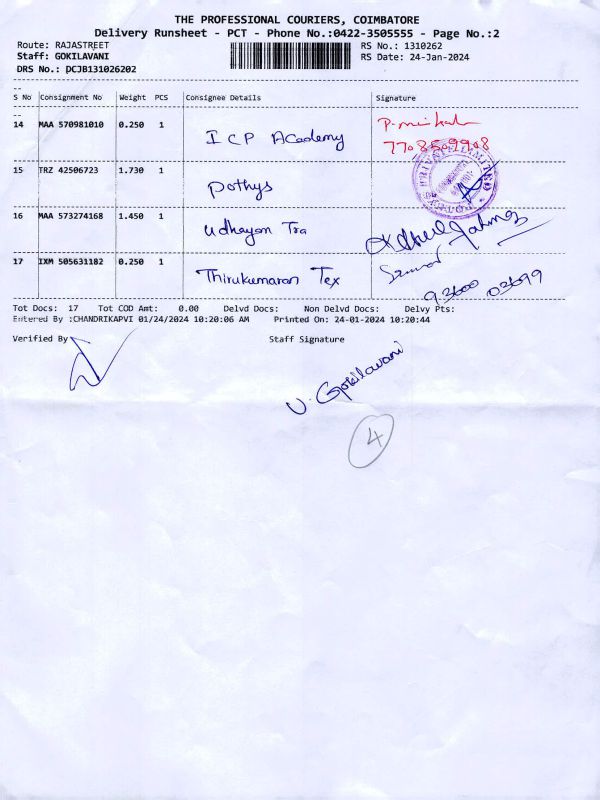 THE PROFESSIONAL COURIERS, COIMBATORE
Delivery Runsheet - PCT - Phone No.:0422-3505555 - Page No.:2
Route: RAJASTREET RS No.: 1310262
Staff: GOKILAVANI RS Date: 24-Jan-2024
DRS No.: DCJB131026202
S No Consignment No Weight PCS Consignee Details Signature
14 MAA 570981010 0.250 1 ICP Academy
7708509908
15 TRZ 42506723 1.730 1 Pothys
16 MAA 573274168 1.450 1 Udhayam Tra
17 IXM 505631182 0.250 1 Thirukumaran Tex
93600 03699
Tot Docs: 17 Tot COD Amt: 0.00 Delvd Docs: Non Delvd Docs: Delvy Pts:
Entered By :CHANDRIKAPVI 01/24/2024 10:20:06 AM Printed On: 24-01-2024 10:20:44
Verified By Staff Signature
U. Gokilavani
4